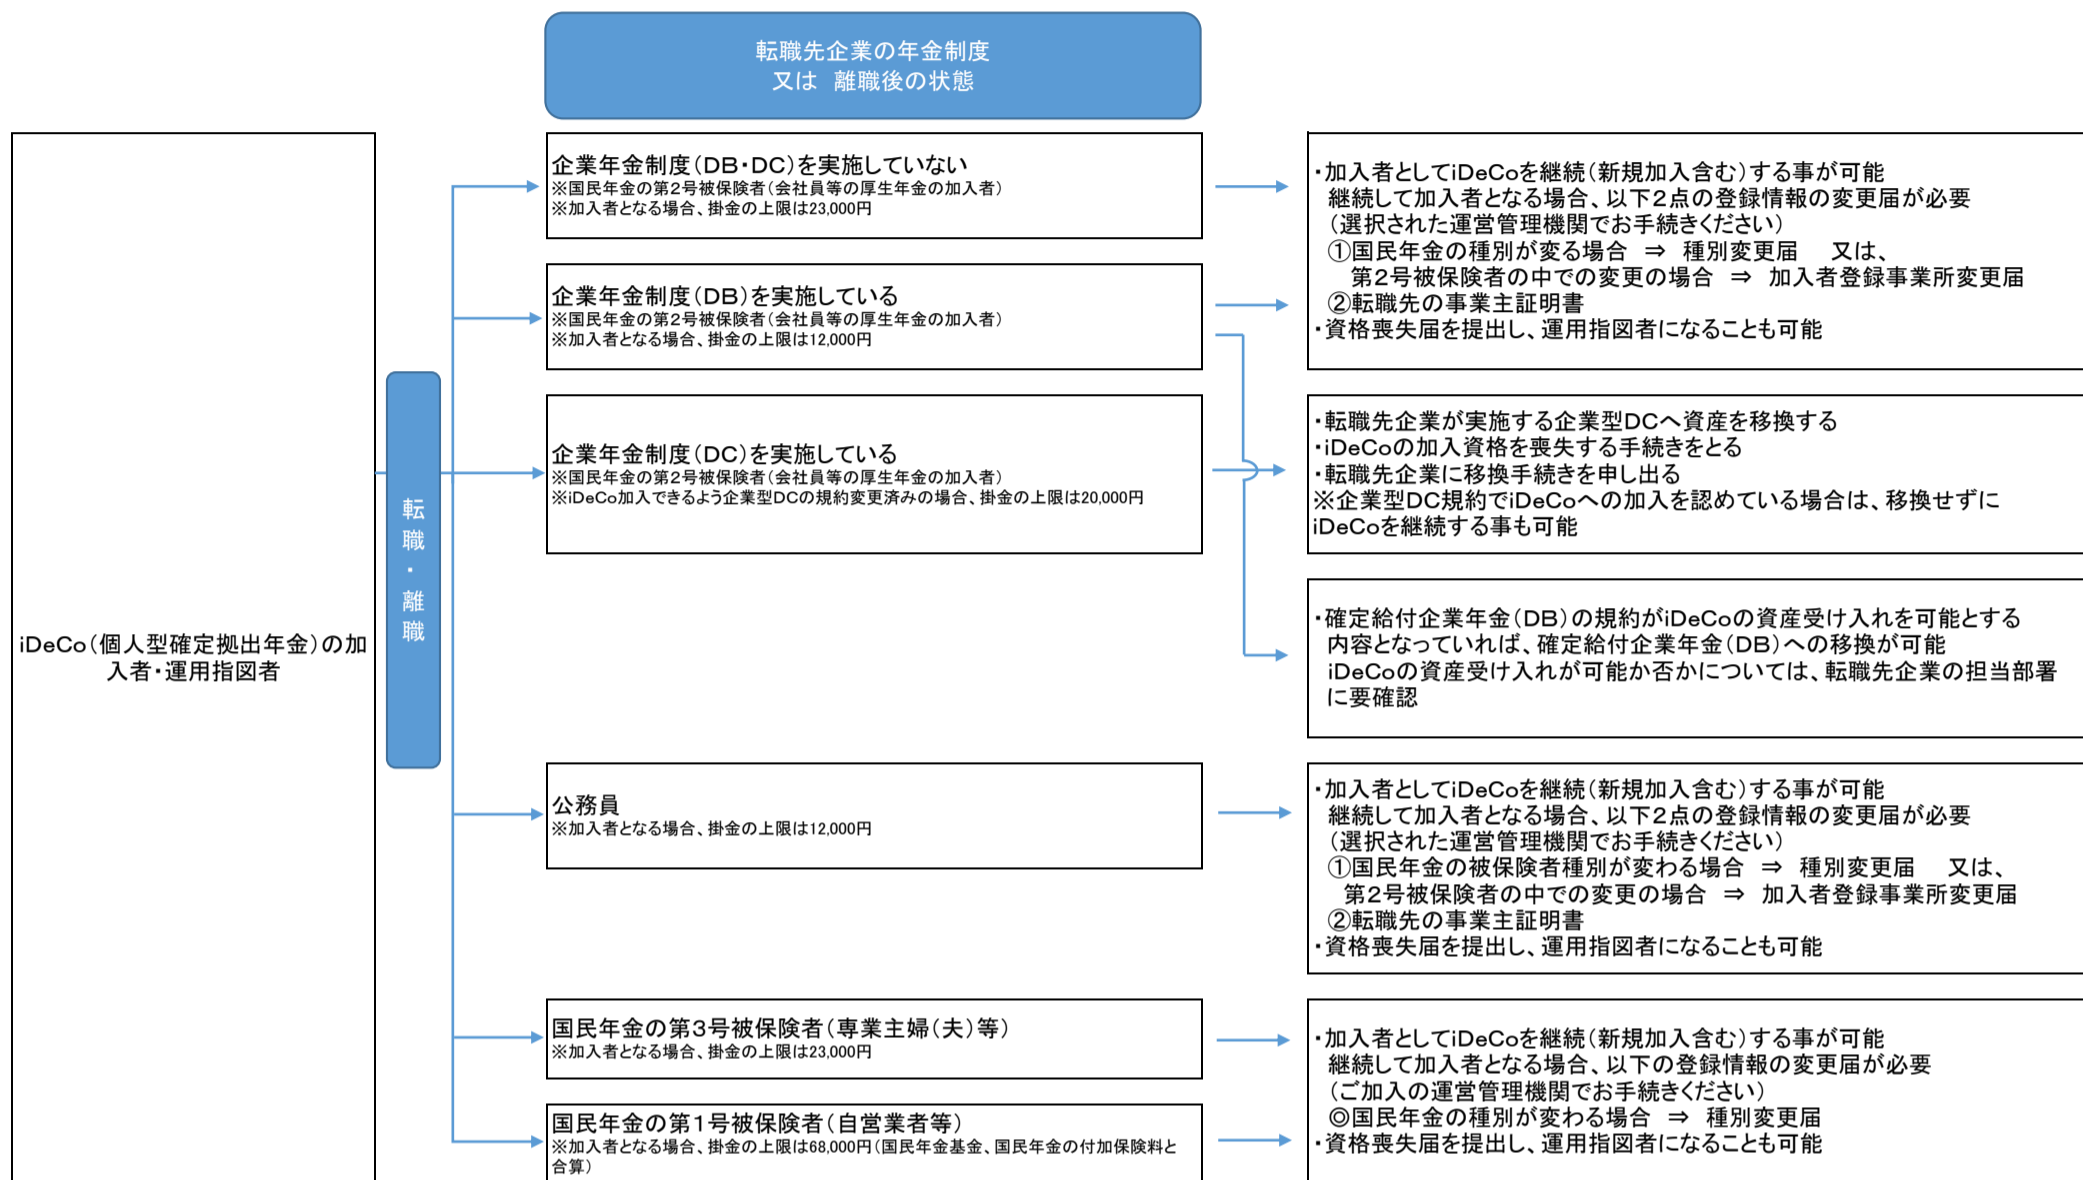 転職先企業の年金制度
又は　離職後の状態
iDeCo(個人型確定拠出年金)の加
入者・運用指図者
転職・離職
企業年金制度(DB・DC)を実施していない
※国民年金の第2号被保険者(会社員等の厚生年金の加入者)
※加入者となる場合、掛金の上限は23,000円
企業年金制度(DB)を実施している
※国民年金の第2号被保険者(会社員等の厚生年金の加入者)
※加入者となる場合、掛金の上限は12,000円
企業年金制度(DC)を実施している
※国民年金の第2号被保険者(会社員等の厚生年金の加入者)
※iDeCo加入できるよう企業型DCの規約変更済みの場合、掛金の上限は20,000円
公務員
※加入者となる場合、掛金の上限は12,000円
国民年金の第3号被保険者(専業主婦(夫)等)
※加入者となる場合、掛金の上限は23,000円
国民年金の第1号被保険者(自営業者等)
※加入者となる場合、掛金の上限は68,000円(国民年金基金、国民年金の付加保険料と
合算)
・加入者としてiDeCoを継続(新規加入含む)する事が可能
継続して加入者となる場合、以下2点の登録情報の変更届が必要
(選択された運営管理機関でお手続きください)
①国民年金の種別が変る場合　⇒　種別変更届　又は、
第2号被保険者の中での変更の場合　⇒　加入者登録事業所変更届
②転職先の事業主証明書
・資格喪失届を提出し、運用指図者になることも可能
・転職先企業が実施する企業型DCへ資産を移換する
・iDeCoの加入資格を喪失する手続きをとる
・転職先企業に移換手続きを申し出る
※企業型DC規約でiDeCoへの加入を認めている場合は、移換せずに
iDeCoを継続する事も可能
・確定給付企業年金(DB)の規約がiDeCoの資産受け入れを可能とする
内容となっていれば、確定給付企業年金(DB)への移換が可能
iDeCoの資産受け入れが可能か否かについては、転職先企業の担当部署
に要確認
・加入者としてiDeCoを継続(新規加入含む)する事が可能
継続して加入者となる場合、以下2点の登録情報の変更届が必要
(選択された運営管理機関でお手続きください)
①国民年金の被保険者種別が変わる場合　⇒　種別変更届　又は、
第2号被保険者の中での変更の場合　⇒　加入者登録事業所変更届
②転職先の事業主証明書
・資格喪失届を提出し、運用指図者になることも可能
・加入者としてiDeCoを継続(新規加入含む)する事が可能
継続して加入者となる場合、以下の登録情報の変更届が必要
(ご加入の運営管理機関でお手続きください)
◎国民年金の種別が変わる場合　⇒　種別変更届
・資格喪失届を提出し、運用指図者になることも可能